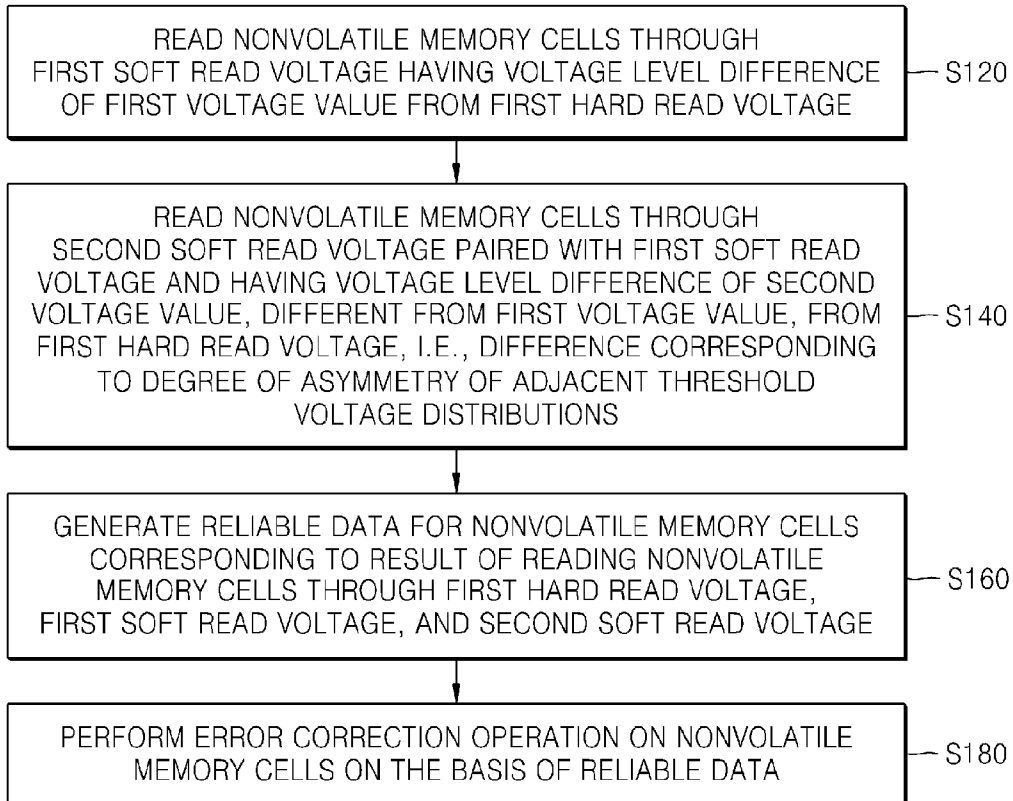 READ NONVOLATILE MEMORY CELLS THROUGH
FIRST SOFT READ VOLTAGE HAVING VOLTAGE LEVEL DIFFERENCE
OF FIRST VOLTAGE VALUE FROM FIRST HARD READ VOLTAGE
S120
READ NONVOLATILE MEMORY CELLS THROUGH
SECOND SOFT READ VOLTAGE PAIRED WITH FIRST SOFT READ
VOLTAGE AND HAVING VOLTAGE LEVEL DIFFERENCE OF SECOND
VOLTAGE VALUE, DIFFERENT FROM FIRST VOLTAGE VALUE, FROM
FIRST HARD READ VOLTAGE, I.E., DIFFERENCE CORRESPONDING
TO DEGREE OF ASYMMETRY OF ADJACENT THRESHOLD
VOLTAGE DISTRIBUTIONS
S140
GENERATE RELIABLE DATA FOR NONVOLATILE MEMORY CELLS
CORRESPONDING TO RESULT OF READING NONVOLATILE
MEMORY CELLS THROUGH FIRST HARD READ VOLTAGE,
FIRST SOFT READ VOLTAGE, AND SECOND SOFT READ VOLTAGE
S160
PERFORM ERROR CORRECTION OPERATION ON NONVOLATILE
MEMORY CELLS ON THE BASIS OF RELIABLE DATA
S180